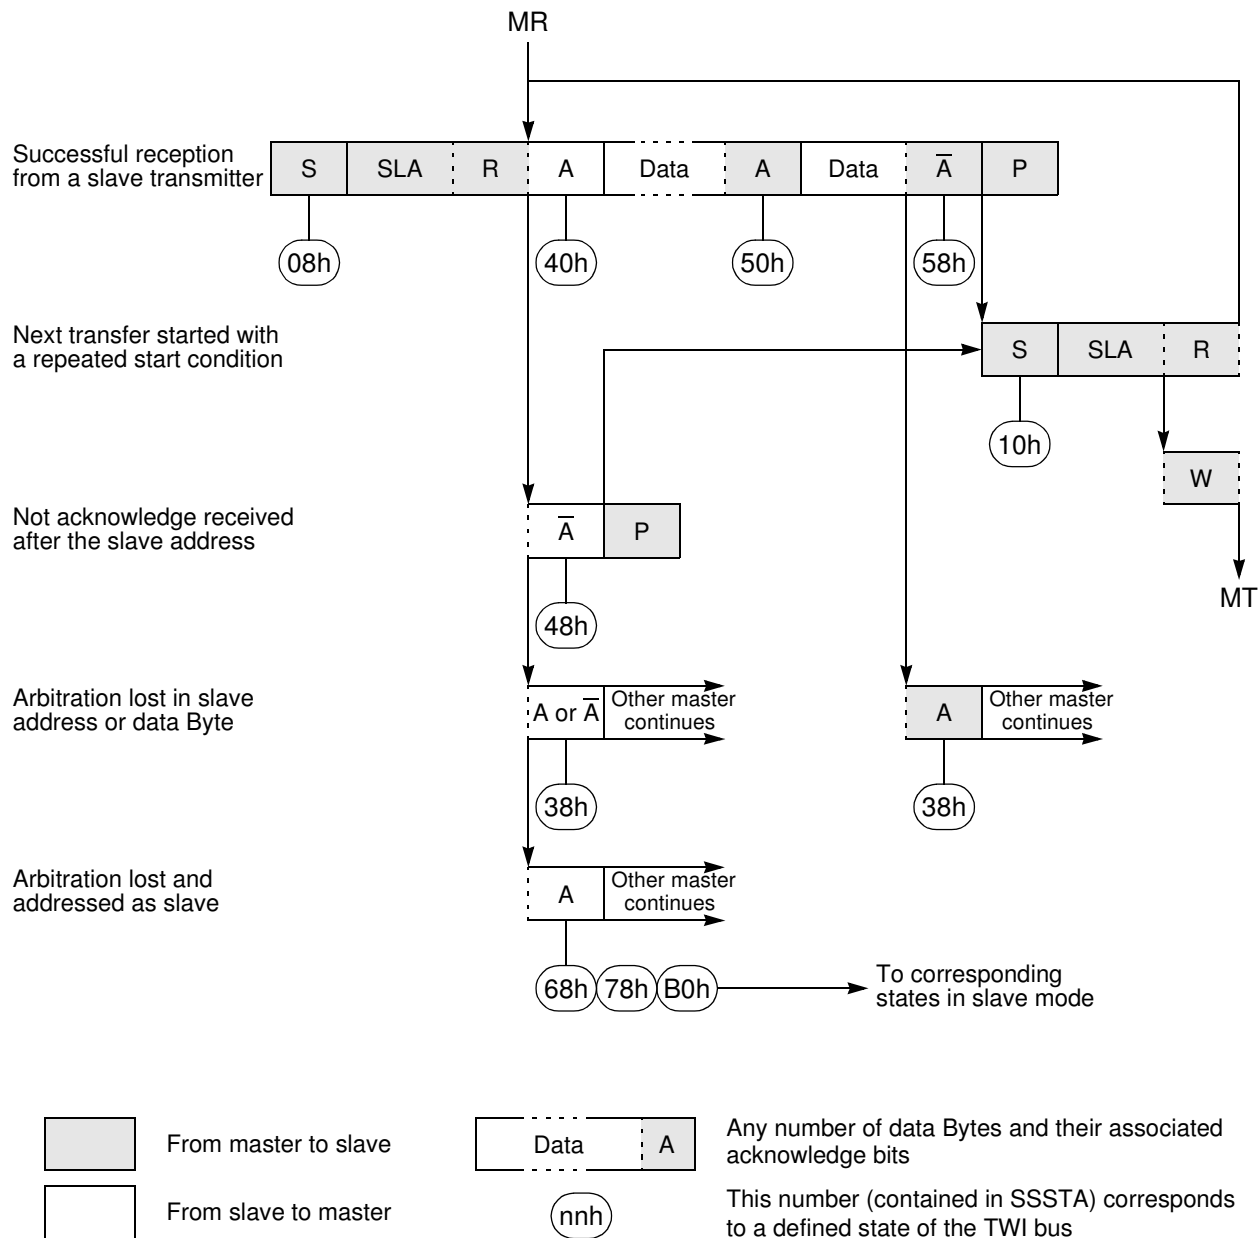 MR
Successful reception
from a slave transmitter
S SLA R A Data A Data A̅ P
08h 40h 50h 58h
Next transfer started with
a repeated start condition
S SLA R
10h
W
MT
Not acknowledge received
after the slave address
A̅ P
48h
Arbitration lost in slave
address or data Byte
A or A̅ Other master
continues
A Other master
continues
38h 38h
Arbitration lost and
addressed as slave
A Other master
continues
68h 78h B0h
To corresponding
states in slave mode
From master to slave
Data A
Any number of data Bytes and their associated
acknowledge bits
From slave to master
nnh
This number (contained in SSSTA) corresponds
to a defined state of the TWI bus